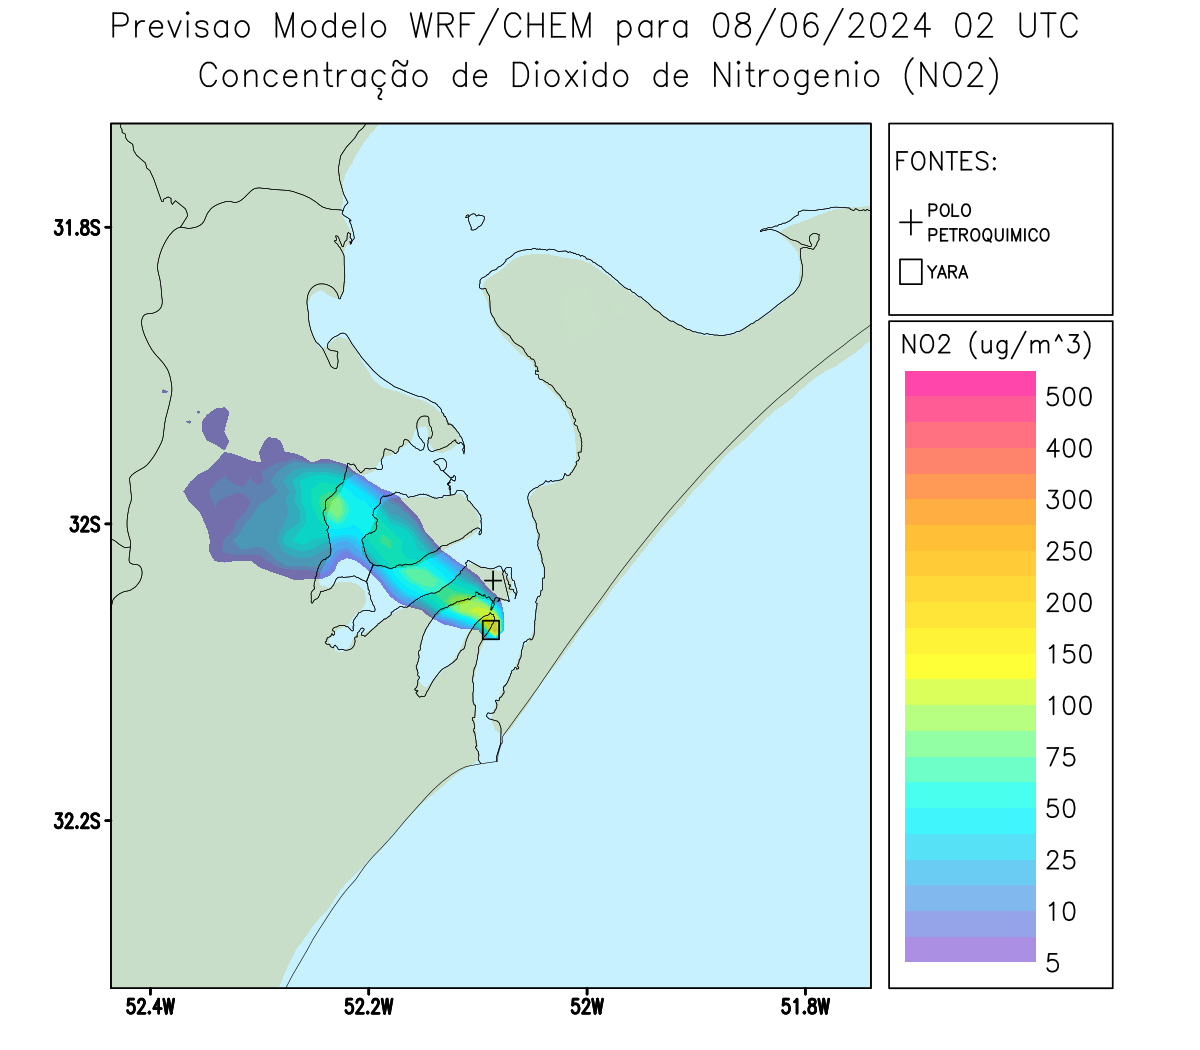 Previsao Modelo WRF/CHEM para 08/06/2024 02 UTC
Concentração de Dioxido de Nitrogenio (NO2)
FONTES:
POLO
PETROQUIMICO
YARA
NO2 (ug/m^3)
500
400
300
250
200
150
100
75
50
25
10
5
31.8S
32S
32.2S
52.4W
52.2W
52W
51.8W